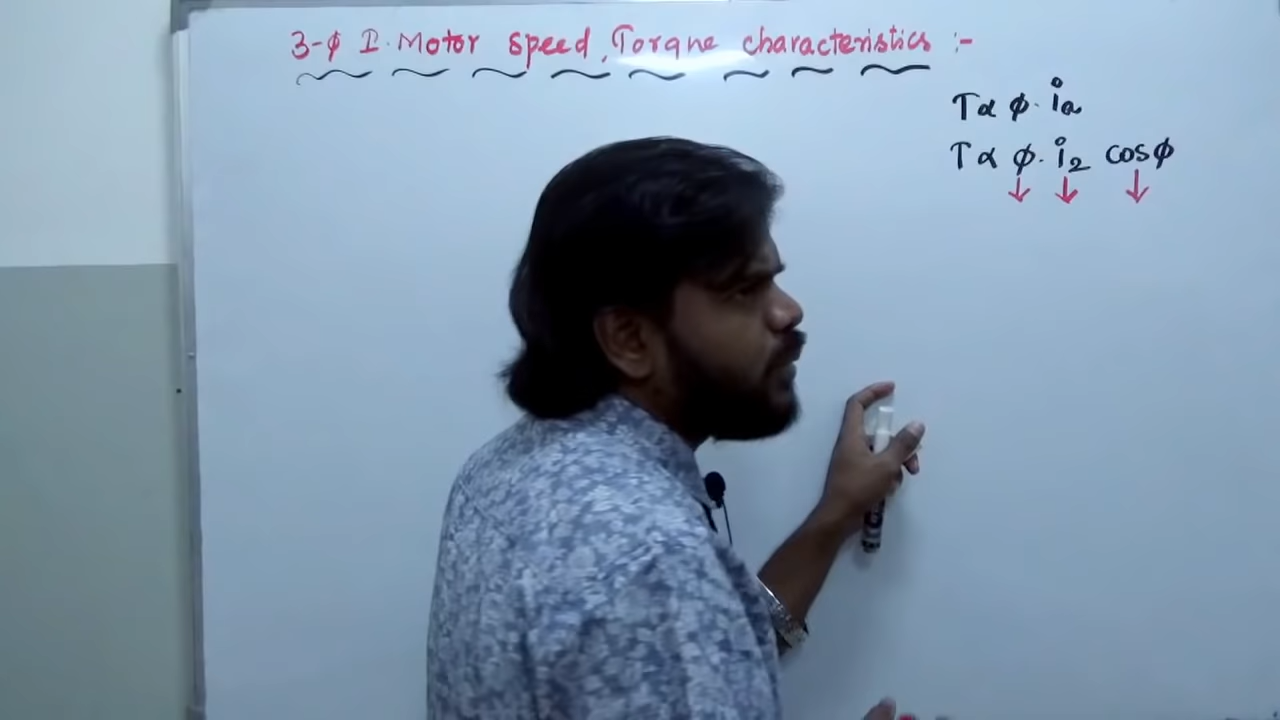 3-φ I. Motor speed, Torque characteristics :-
T α φ. ia
T α φ. i2 cosφ
↓ ↓ ↓